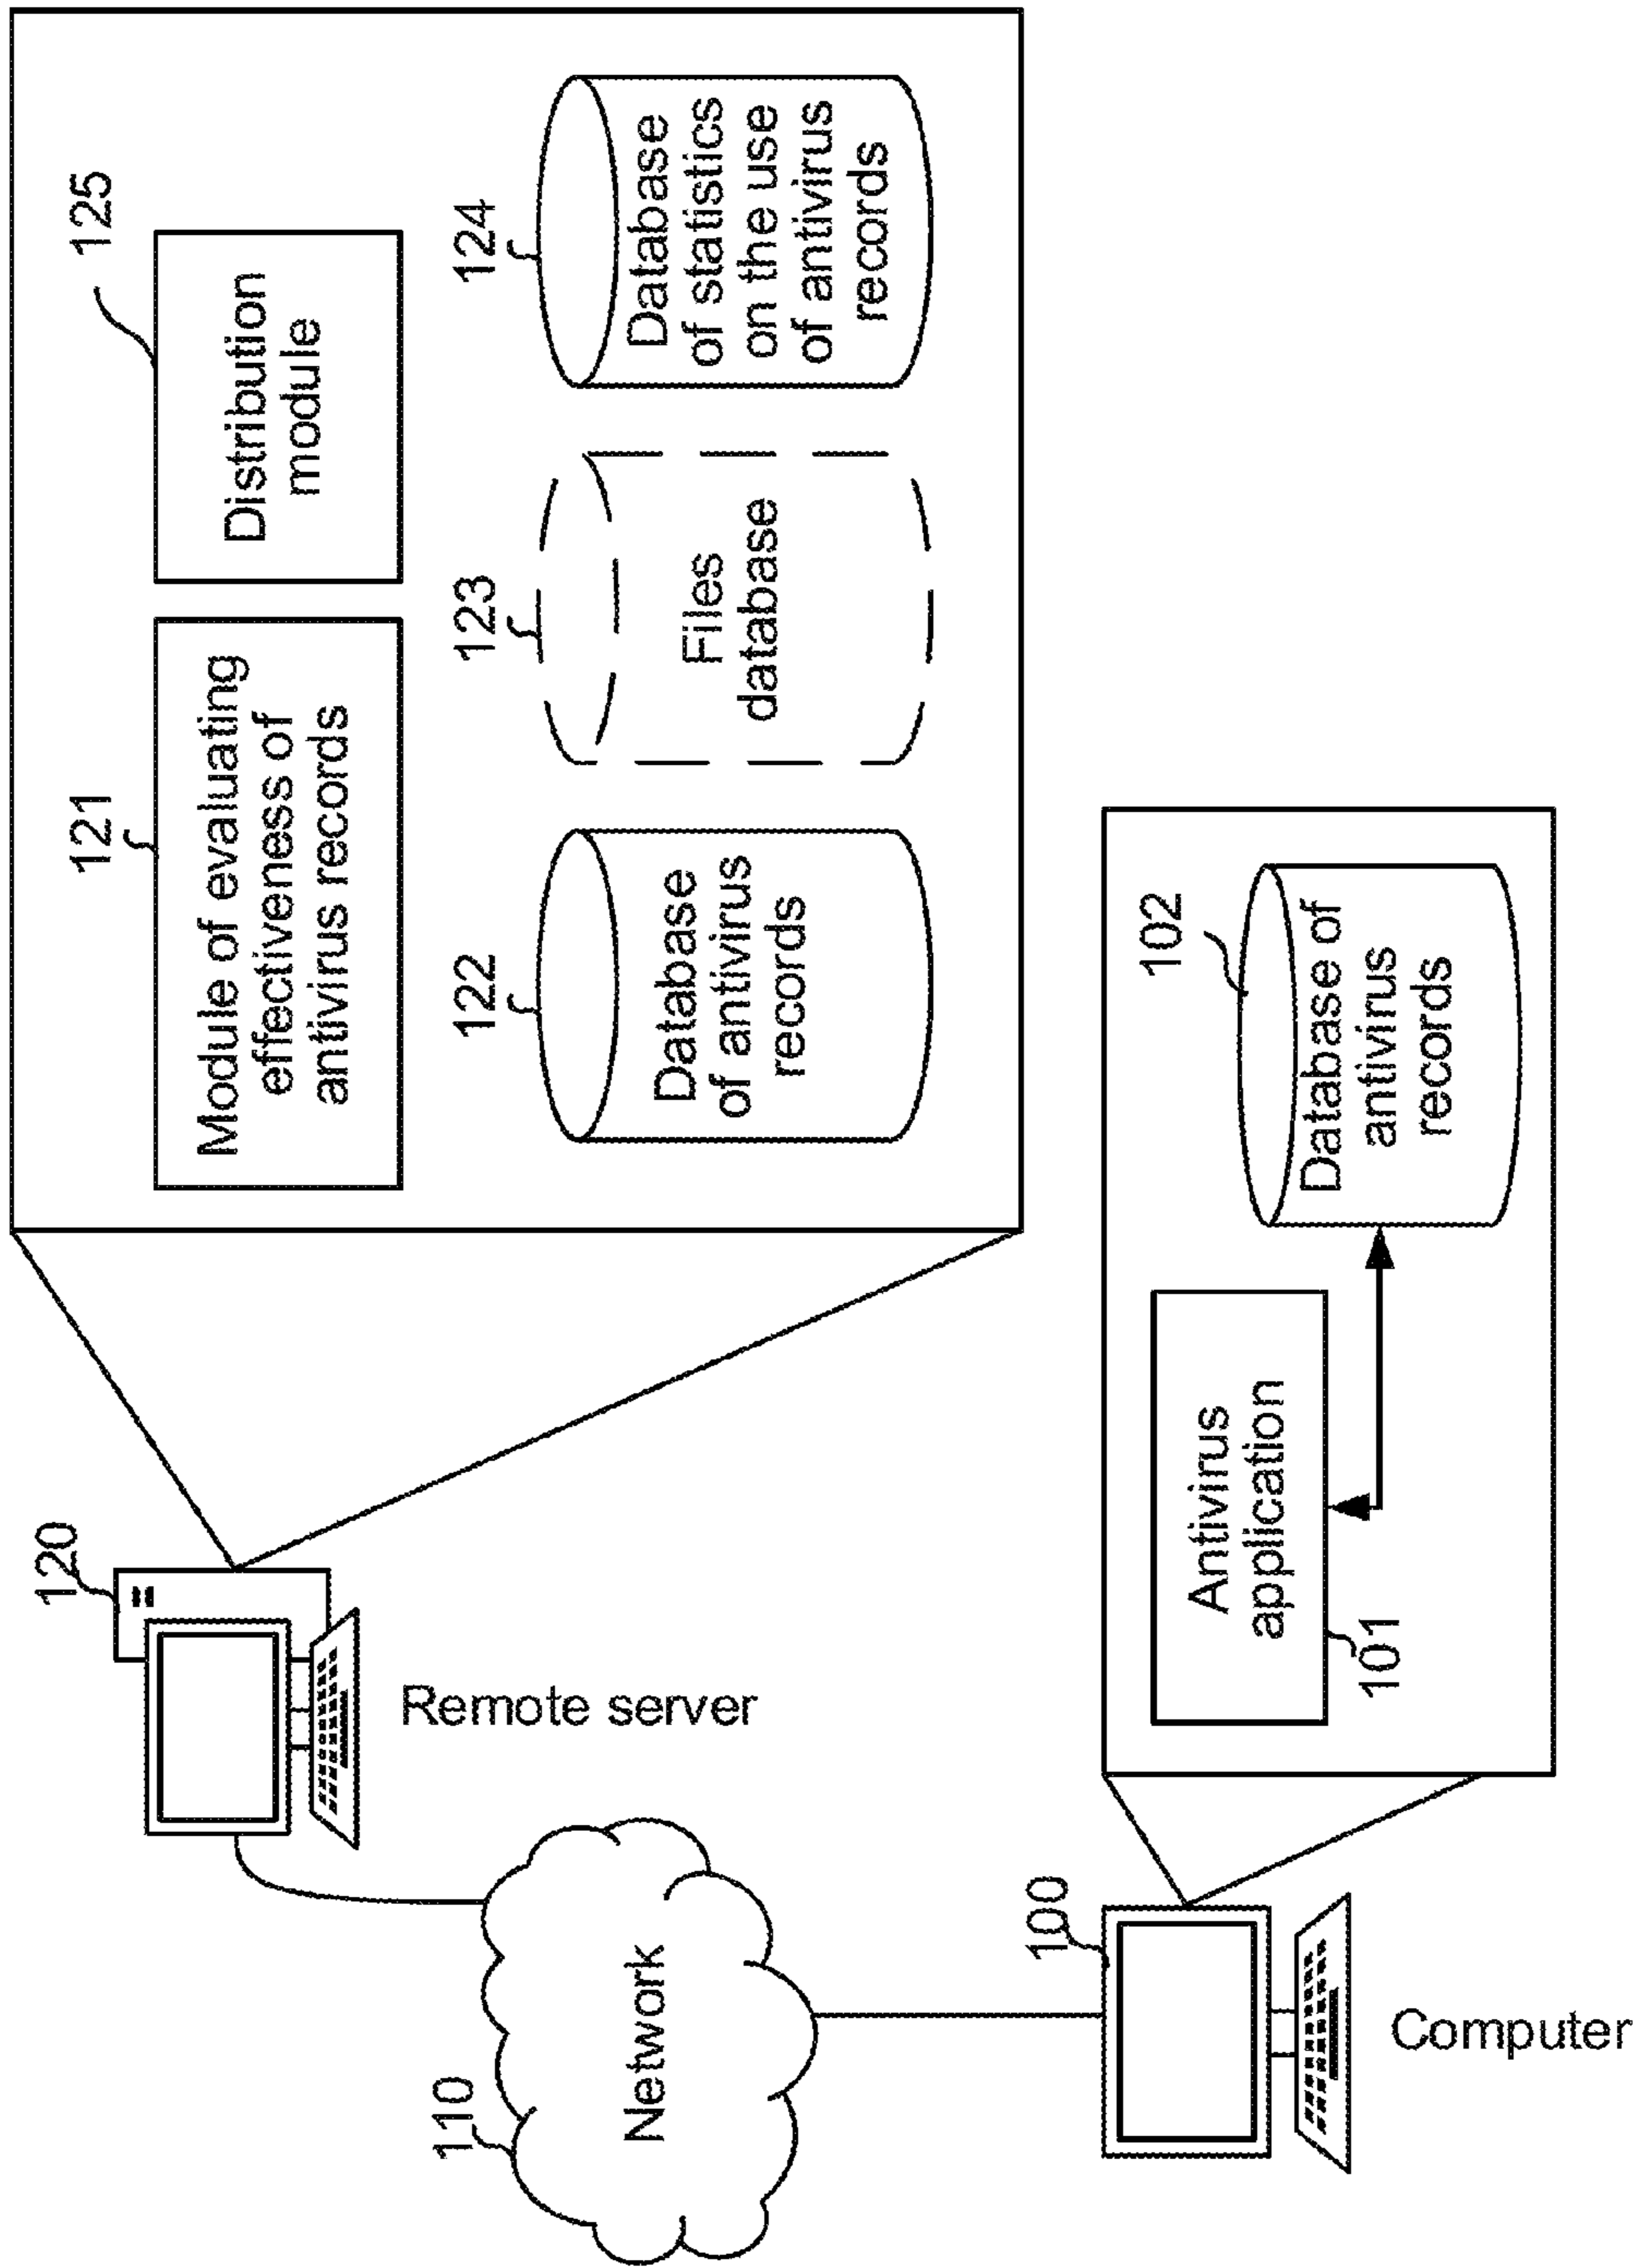 120
Remote server
110
Network
100
Computer
121
Module of evaluating
effectiveness of
antivirus records
125
Distribution
module
122
Database
of antivirus
records
123
Files
database
124
Database
of statistics
on the use
of antivirus
records
Antivirus
application
101
102
Database of
antivirus
records